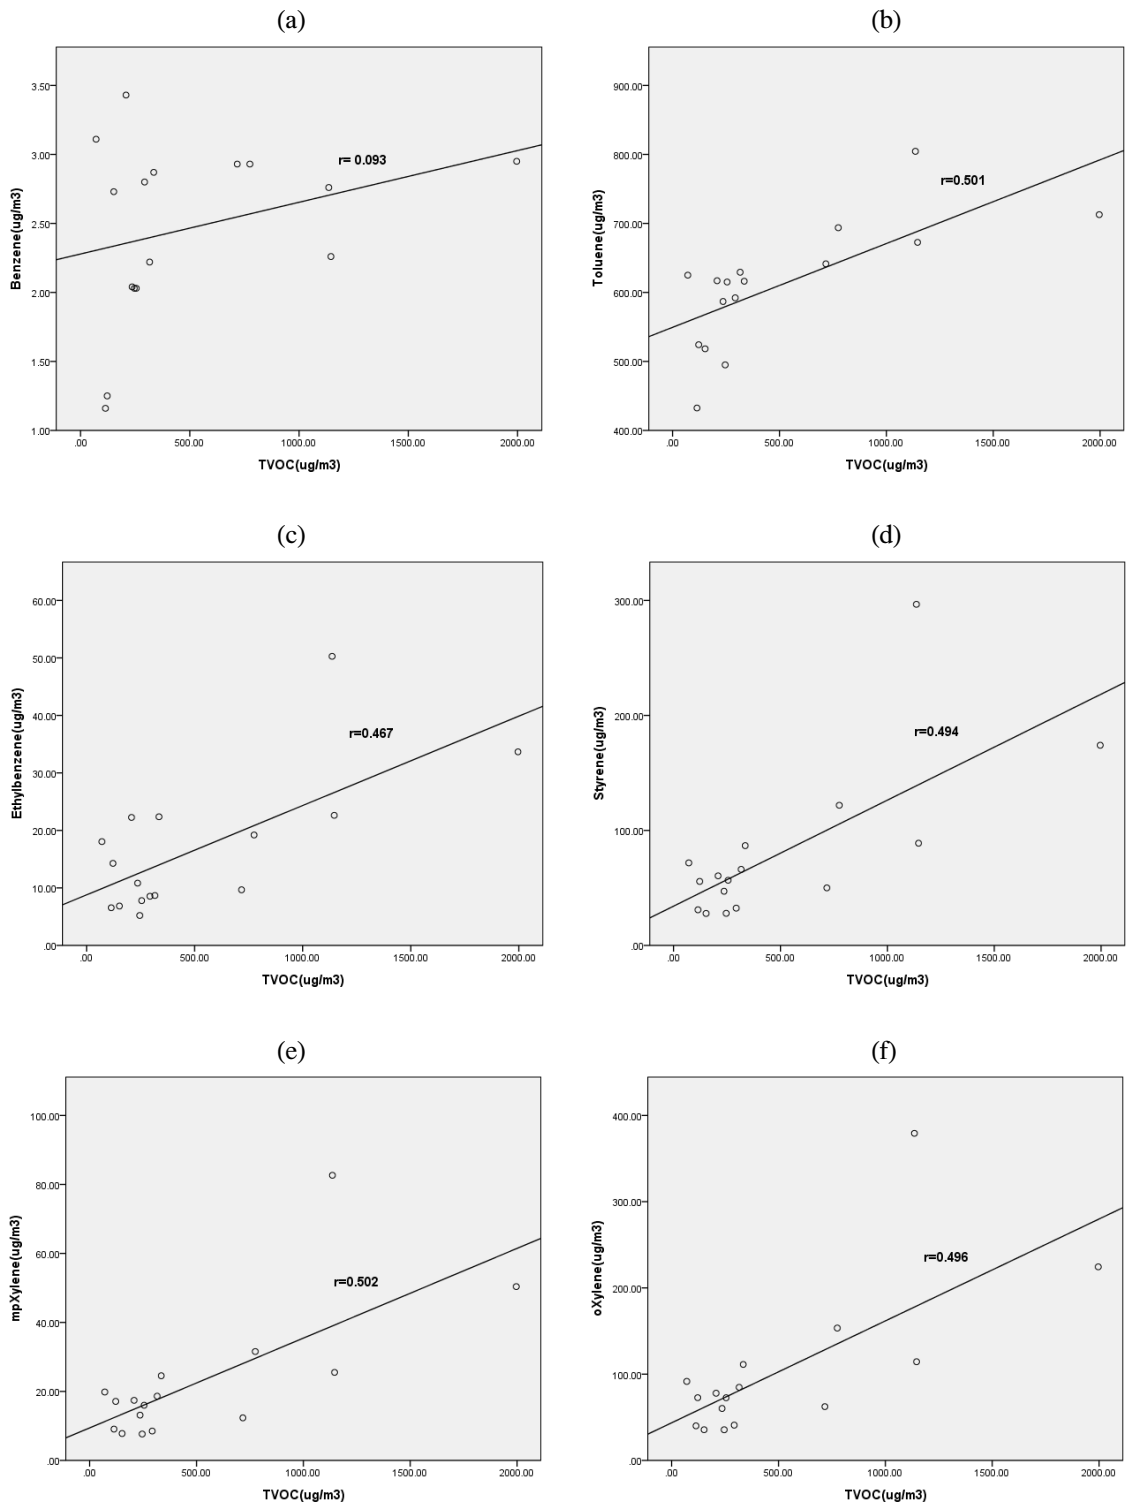 (a)
3.50
3.00
2.50
2.00
1.50
1.00
Benzene(ug/m3)
r= 0.093
.00
500.00
1000.00
1500.00
2000.00
TVOC(ug/m3)
(b)
900.00
800.00
700.00
600.00
500.00
400.00
Toluene(ug/m3)
r=0.501
.00
500.00
1000.00
1500.00
2000.00
TVOC(ug/m3)
(c)
60.00
50.00
40.00
30.00
20.00
10.00
.00
Ethylbenzene(ug/m3)
r=0.467
.00
500.00
1000.00
1500.00
2000.00
TVOC(ug/m3)
(d)
300.00
200.00
100.00
.00
Styrene(ug/m3)
r=0.494
.00
500.00
1000.00
1500.00
2000.00
TVOC(ug/m3)
(e)
100.00
80.00
60.00
40.00
20.00
.00
mpXylene(ug/m3)
r=0.502
.00
500.00
1000.00
1500.00
2000.00
TVOC(ug/m3)
(f)
400.00
300.00
200.00
100.00
.00
oXylene(ug/m3)
r=0.496
.00
500.00
1000.00
1500.00
2000.00
TVOC(ug/m3)